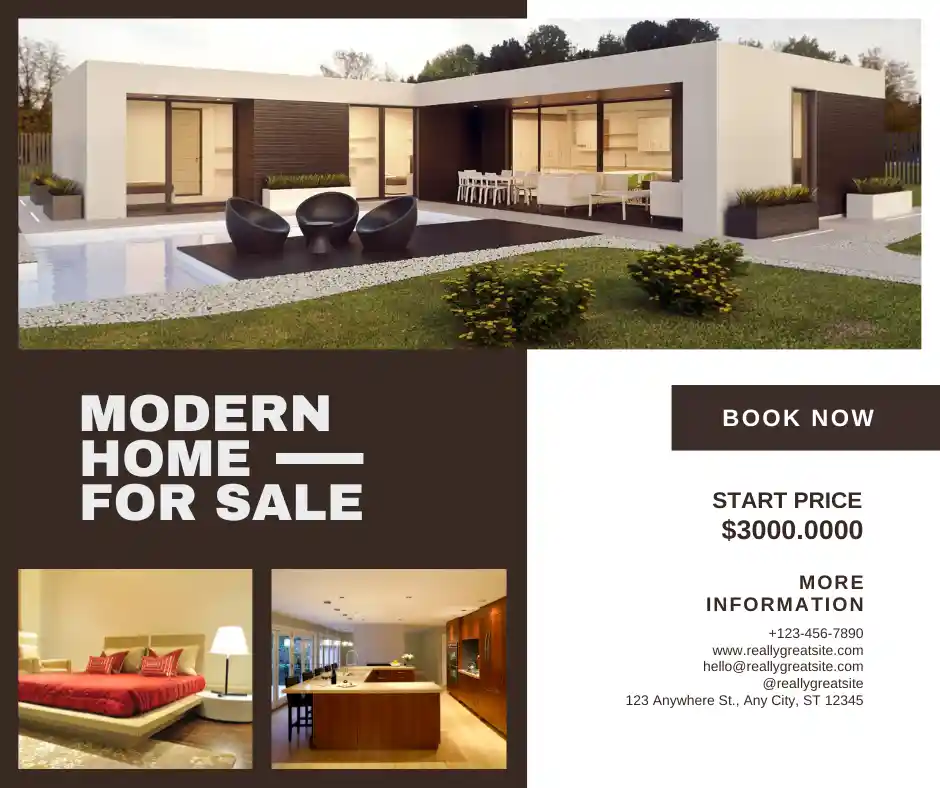 MODERN
HOME
FOR SALE
BOOK NOW
START PRICE
$3000.0000
MORE
INFORMATION
+123-456-7890
www.reallygreatsite.com
hello@reallygreatsite.com
@reallygreatsite
123 Anywhere St., Any City, ST 12345